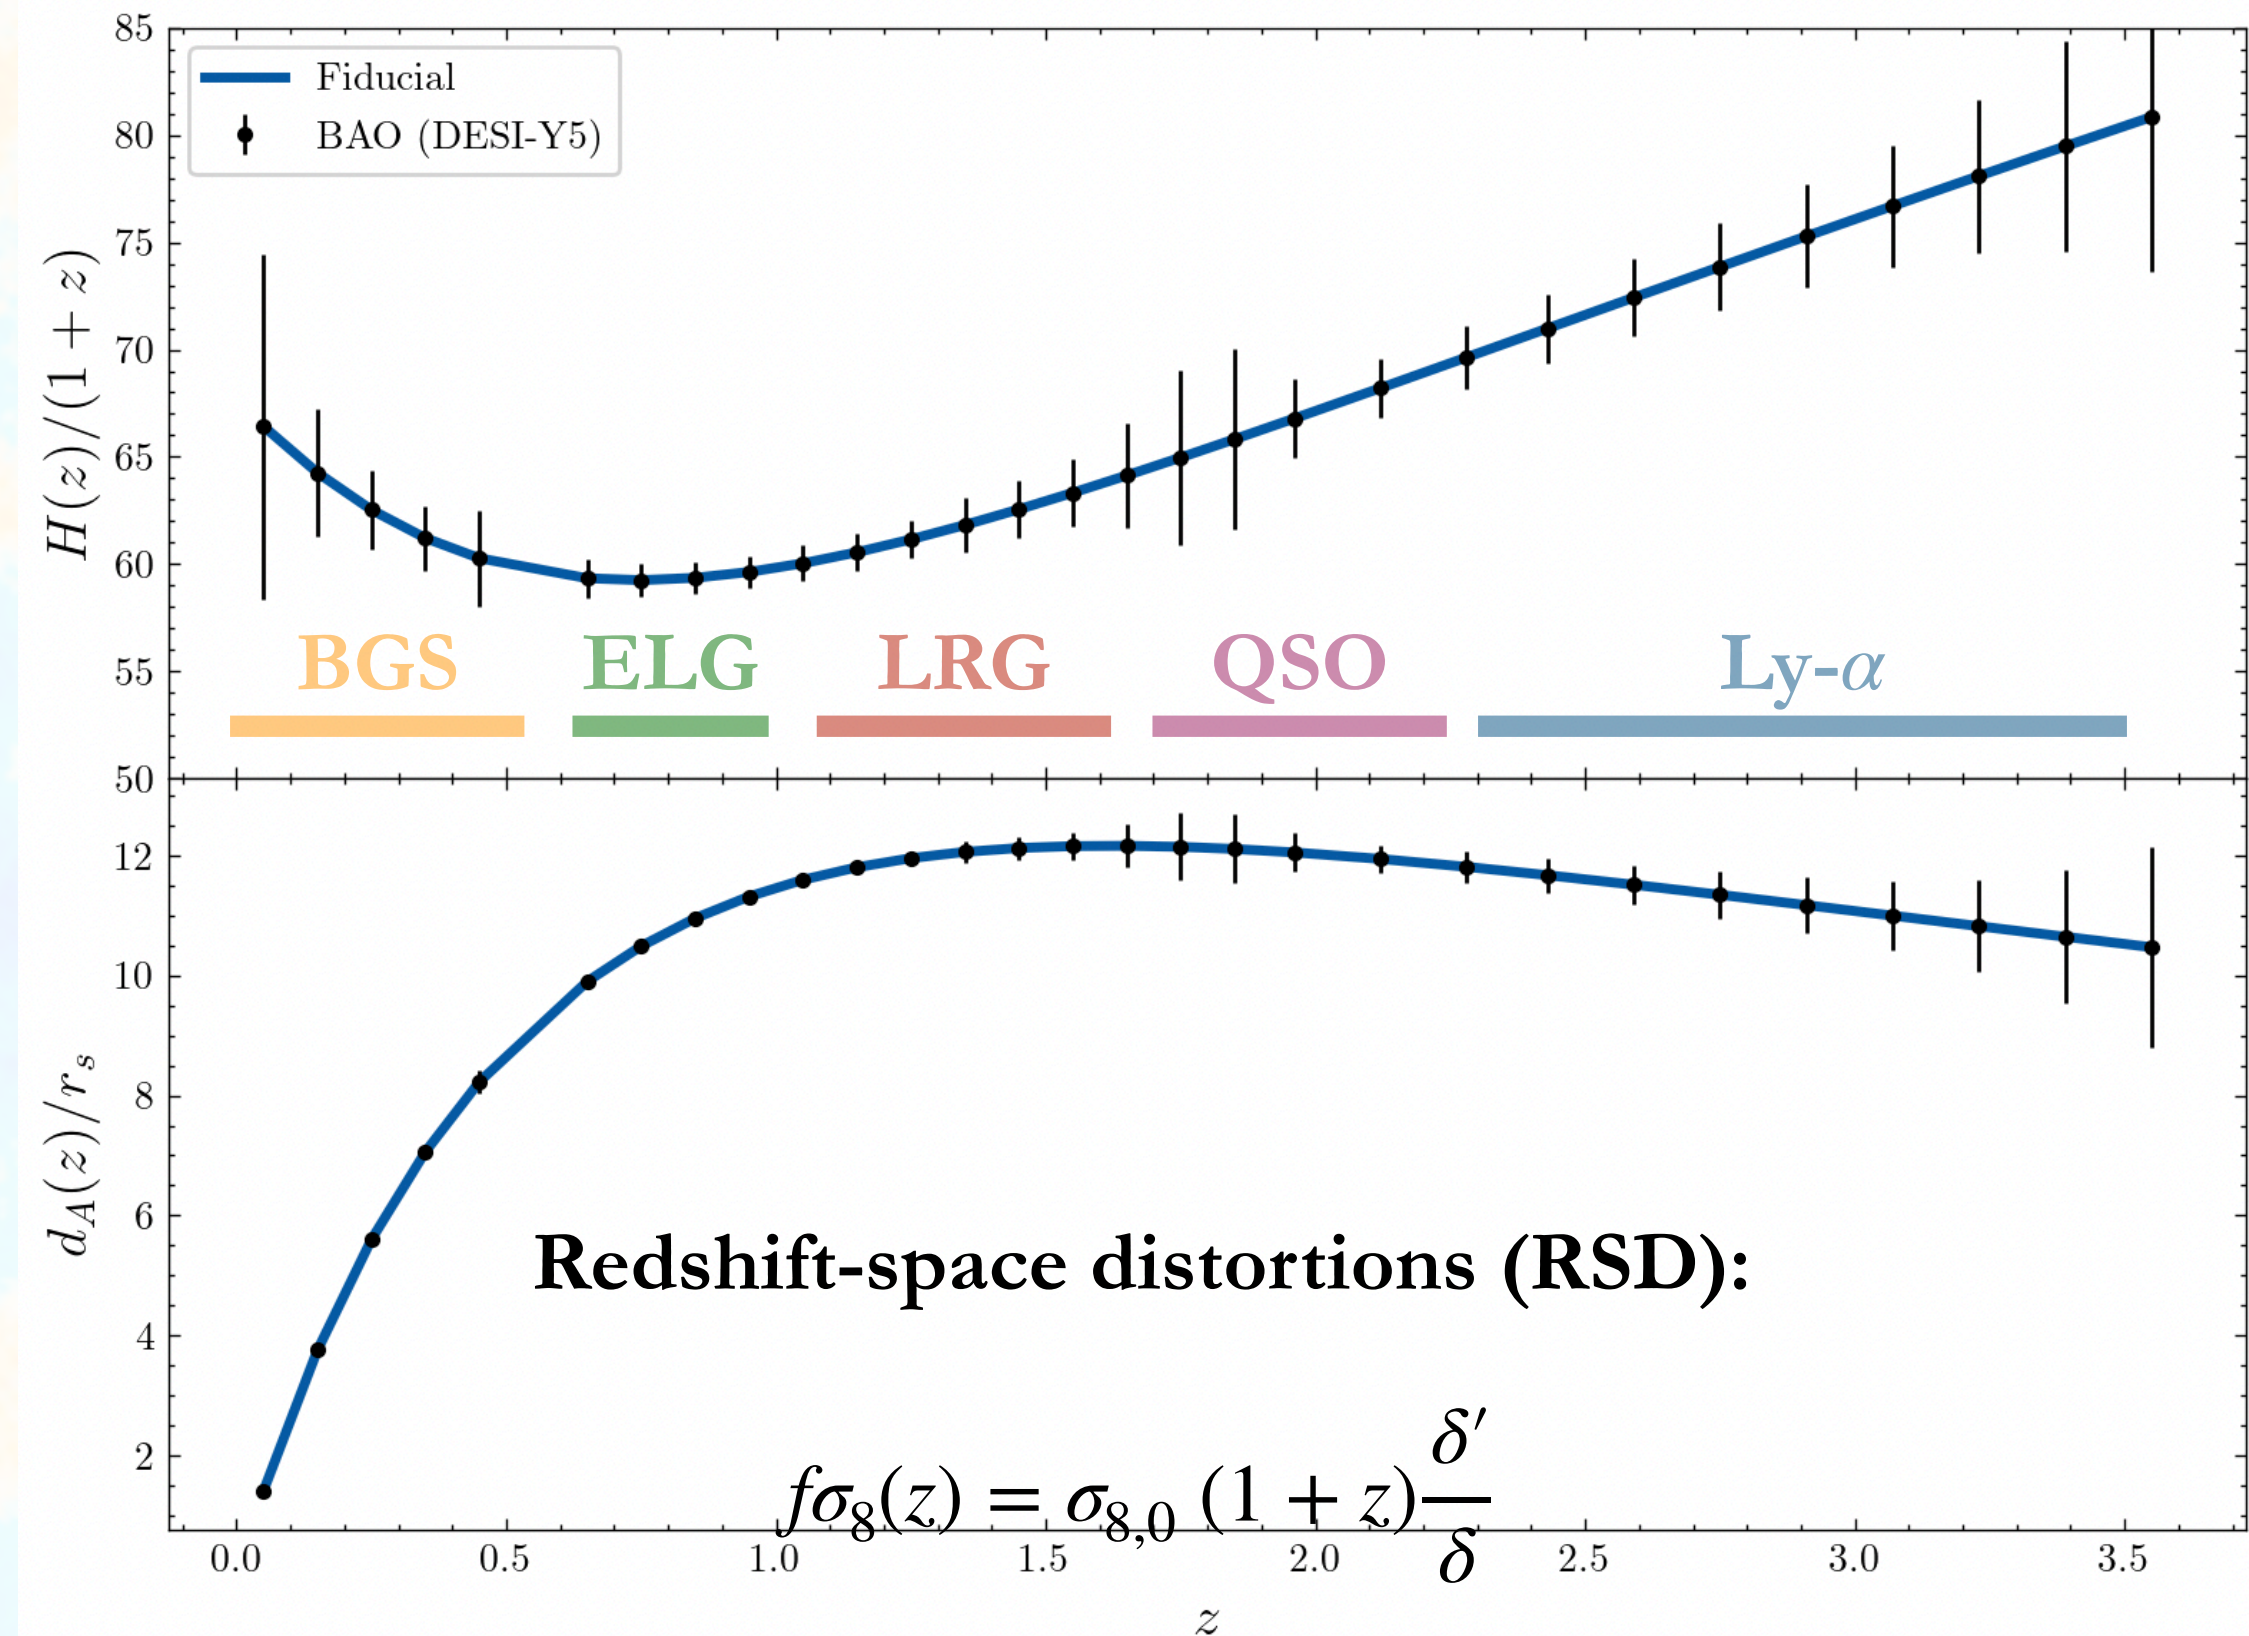 85
Fiducial
BAO (DESI-Y5)
80
75
70
65
60
55
50
H(z)/(1 + z)
BGS ELG LRG QSO Ly-α
12
10
8
6
4
2
d_A(z)/r_s
Redshift-space distortions (RSD):
fσ₈(z) = σ₈,₀ (1 + z) δ′/δ
0.0 0.5 1.0 1.5 2.0 2.5 3.0 3.5
z